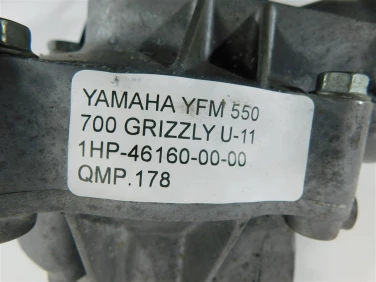 YAMAHA YFM 550
700 GRIZZLY U-11
1HP-46160-00-00
QMP.178